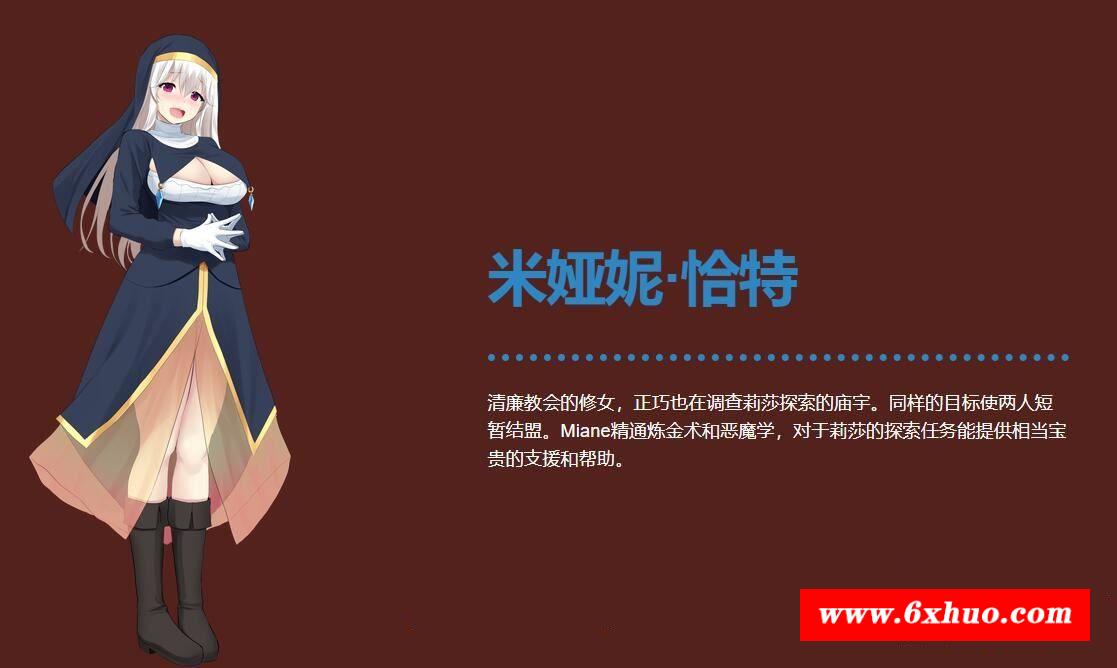 米娅妮·恰特
清廉教会的修女，正巧也在调查莉莎探索的庙宇。同样的目标使两人短
暂结盟。Miane精通炼金术和恶魔学，对于莉莎的探索任务能提供相当宝
贵的支援和帮助。
www.6xhuo.com